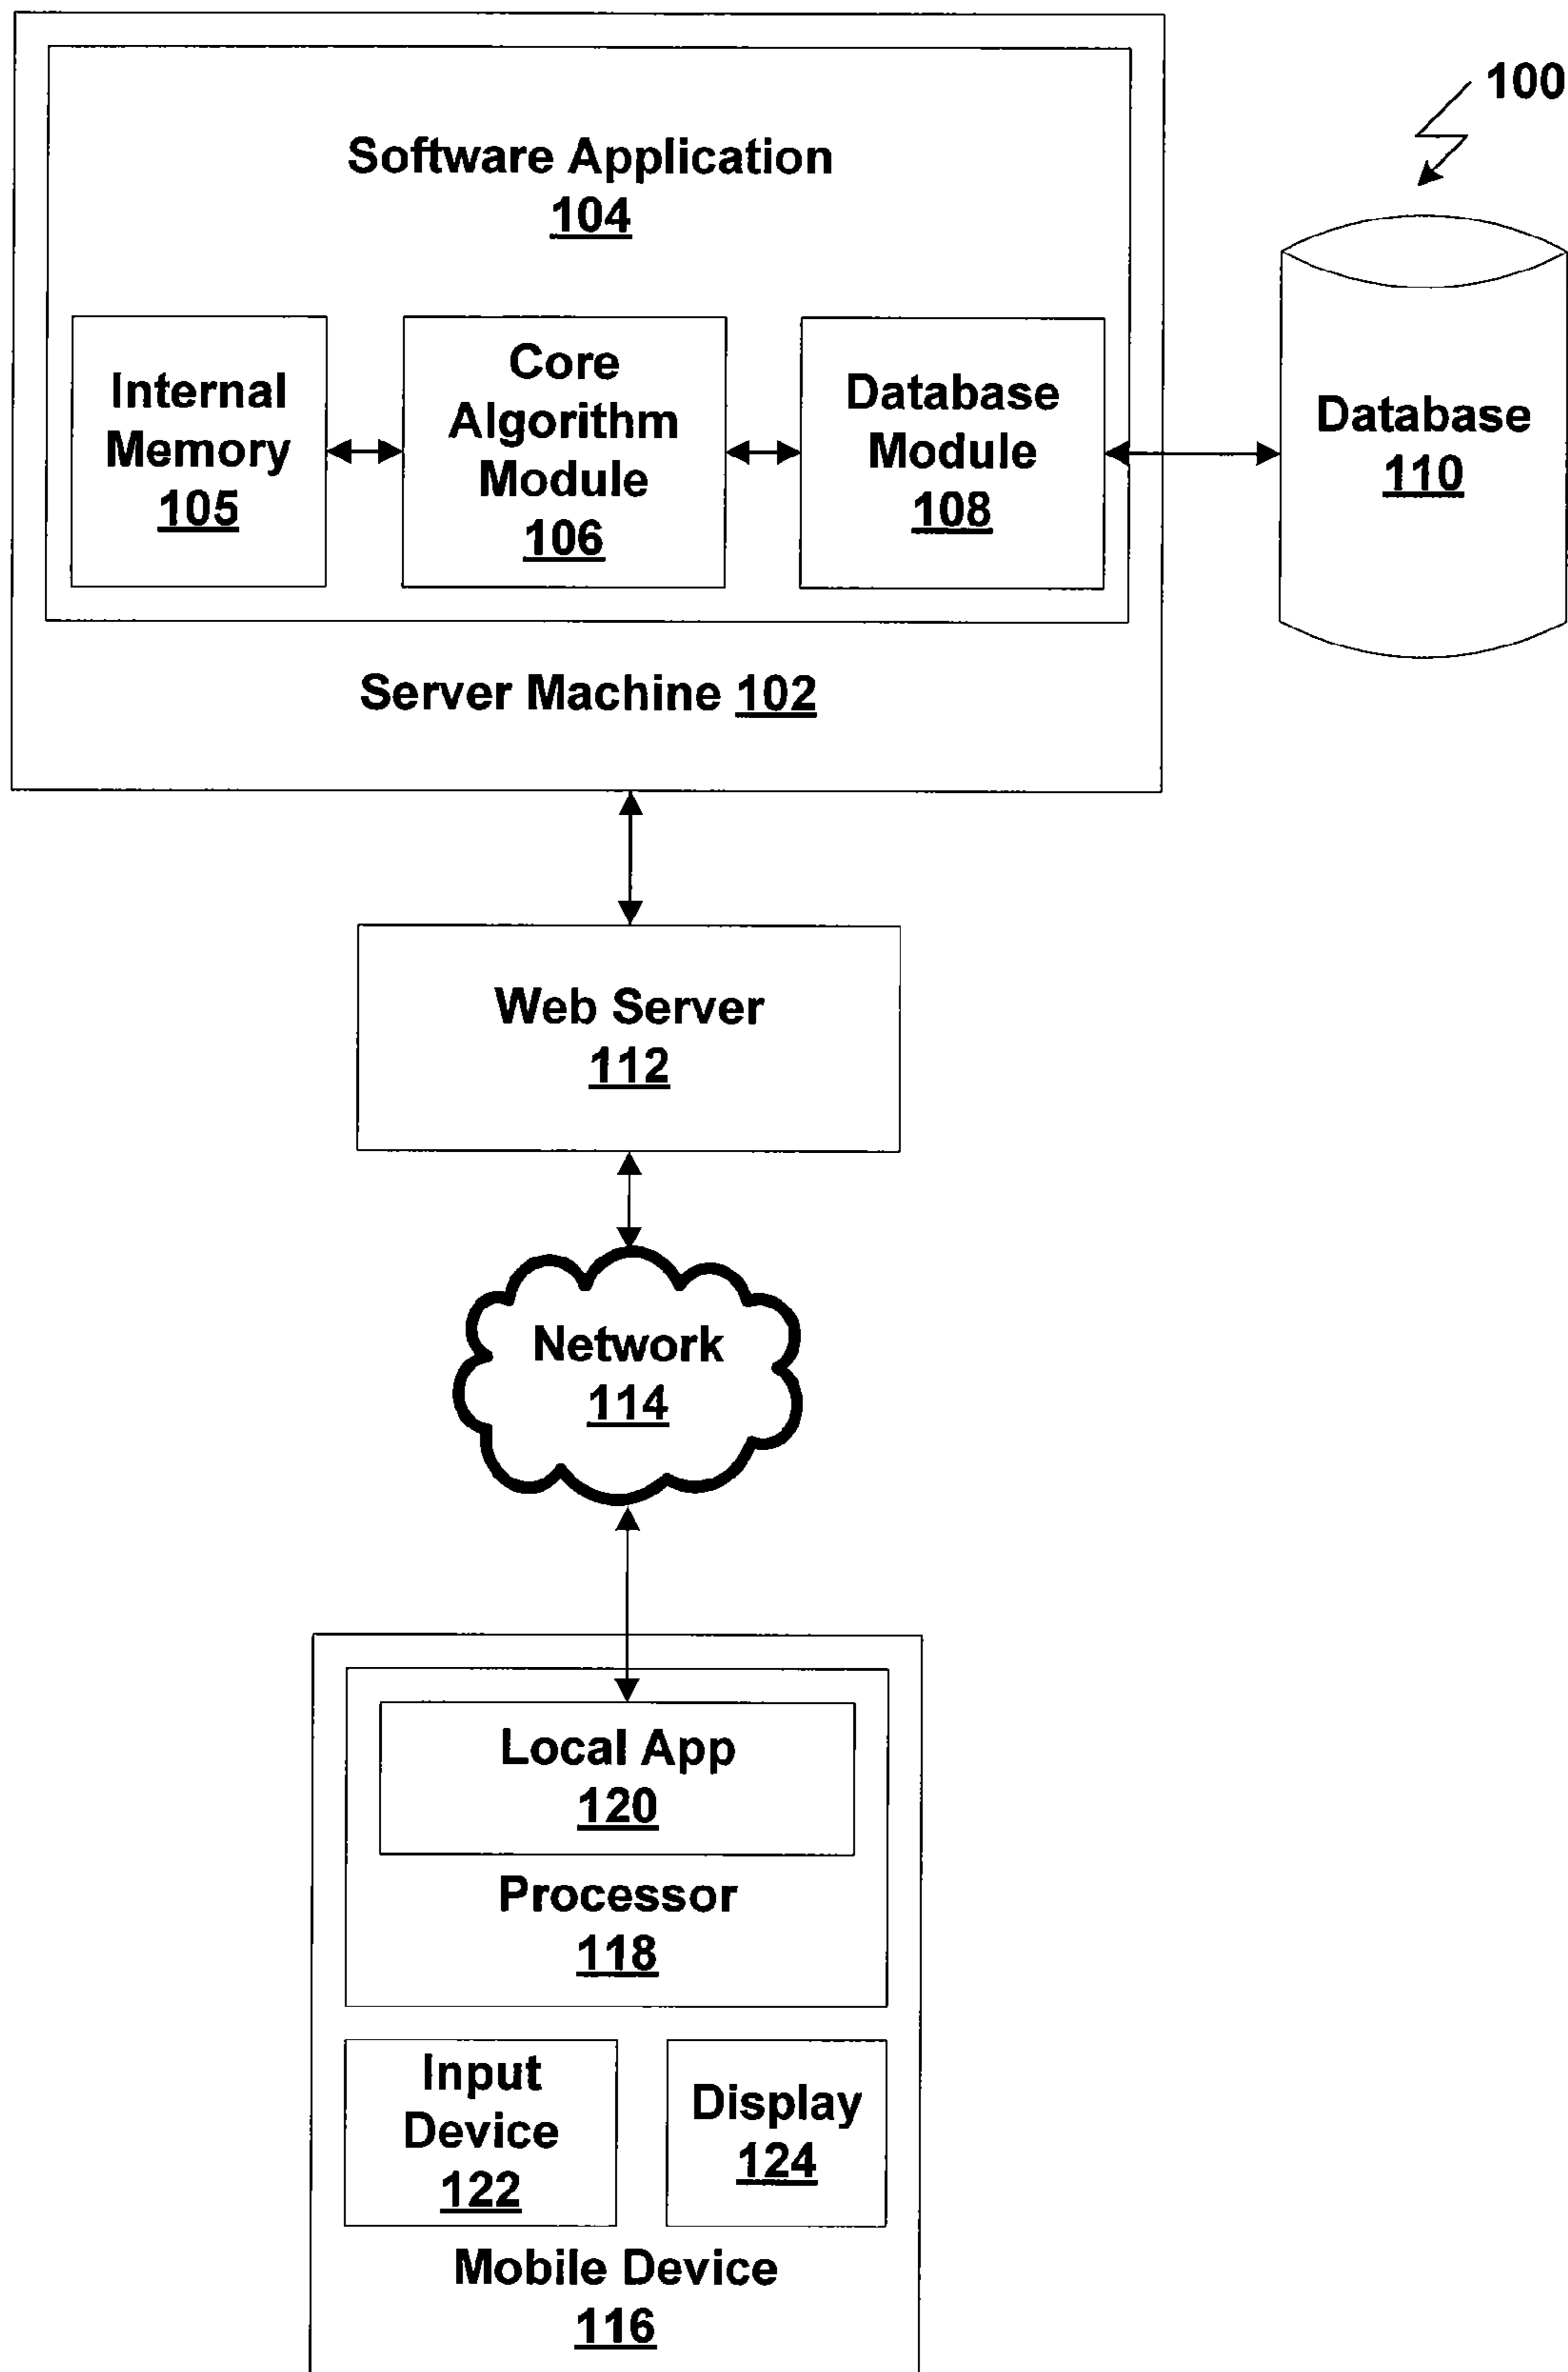 100
Software Application
104
Internal
Memory
105
Core
Algorithm
Module
106
Database
Module
108
Database
110
Server Machine 102
Web Server
112
Network
114
Local App
120
Processor
118
Input
Device
122
Display
124
Mobile Device
116